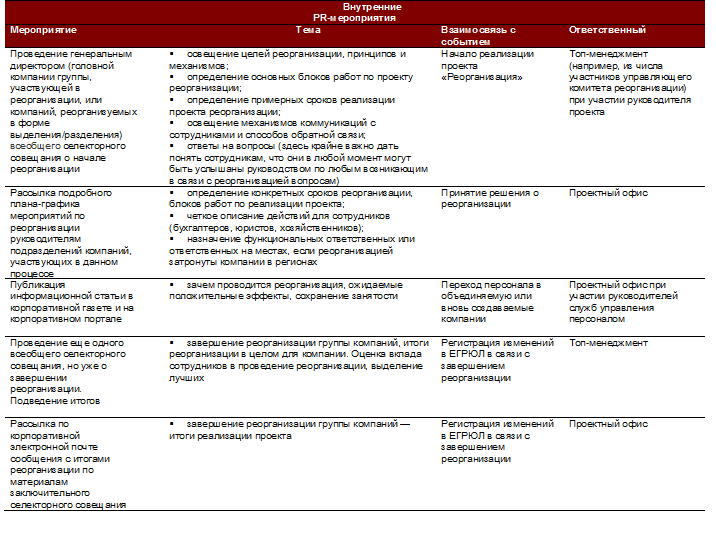 Внутренние
PR-мероприятия
Мероприятие
Тема
Взаимосвязь с
событием
Ответственный
Проведение генеральным
директором (головной
компании группы,
участвующей в
реорганизации, или
компаний, реорганизуемых
в форме
выделения/разделения)
всеобщего селекторного
совещания о начале
реорганизации
▪ освещение целей реорганизации, принципов и
механизмов;
▪ определение основных блоков работ по проекту
реорганизации;
▪ определение примерных сроков реализации
проекта реорганизации;
▪ освещение механизмов коммуникаций с
сотрудниками и способов обратной связи;
▪ ответы на вопросы (здесь крайне важно дать
понять сотрудникам, что они в любой момент могут
быть услышаны руководством по любым возникающим
в связи с реорганизацией вопросам)
Начало реализации
проекта
«Реорганизация»
Топ-менеджмент
(например, из числа
участников управляющего
комитета реорганизации)
при участии руководителя
проекта
Рассылка подробного
плана-графика
мероприятий по
реорганизации
руководителям
подразделений компаний,
участвующих в данном
процессе
▪ определение конкретных сроков реорганизации,
блоков работ по реализации проекта;
▪ четкое описание действий для сотрудников
(бухгалтеров, юристов, хозяйственников);
▪ назначение функциональных ответственных или
ответственных на местах, если реорганизацией
затронуты компании в регионах
Принятие решения о
реорганизации
Проектный офис
Публикация
информационной статьи в
корпоративной газете и на
корпоративном портале
▪ зачем проводится реорганизация, ожидаемые
положительные эффекты, сохранение занятости
Переход персонала в
объединяемую или
вновь создаваемые
компании
Проектный офис при
участии руководителей
служб управления
персоналом
Проведение еще одного
всеобщего селекторного
совещания, но уже о
завершении
реорганизации.
Подведение итогов
▪ завершение реорганизации группы компаний, итоги
реорганизации в целом для компании. Оценка вклада
сотрудников в проведение реорганизации, выделение
лучших
Регистрация изменений
в ЕГРЮЛ в связи с
завершением
реорганизации
Топ-менеджмент
Рассылка по
корпоративной
электронной почте
сообщения с итогами
реорганизации по
материалам
заключительного
селекторного совещания
▪ завершение реорганизации группы компаний —
итоги реализации проекта
Регистрация изменений
в ЕГРЮЛ в связи с
завершением
реорганизации
Проектный офис